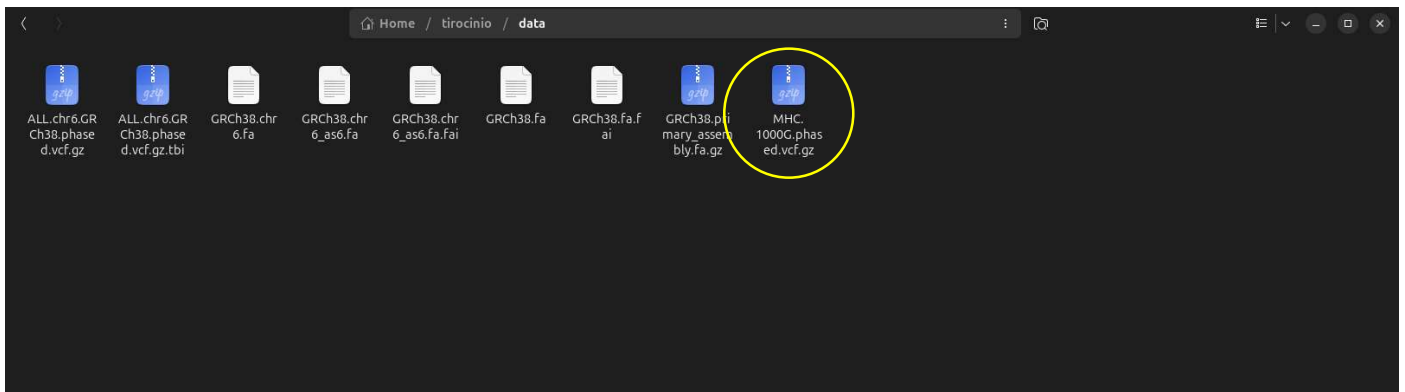 Home / tirocinio / data
gzip gzip gzip gzip
ALL.chr6.GR ALL.chr6.GR GRCh38.chr GRCh38.chr GRCh38.chr GRCh38.fa GRCh38.fa.f GRCh38.pri MHC.
Ch38.phase Ch38.phase 6.fa 6_as6.fa 6_as6.fa.fai ai mary_assem 1000G.phas
d.vcf.gz d.vcf.gz.tbi bly.fa.gz ed.vcf.gz